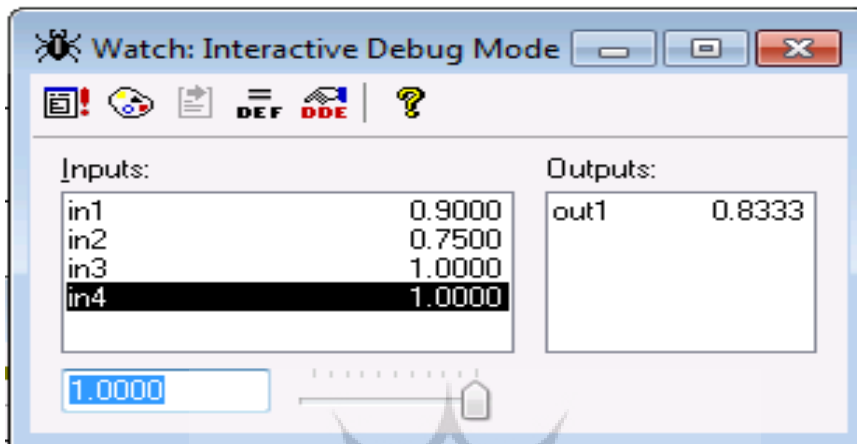 Watch: Interactive Debug Mode
DEF DDE
Inputs: Outputs:
in1 0.9000 out1 0.8333
in2 0.7500
in3 1.0000
in4 1.0000
1.0000